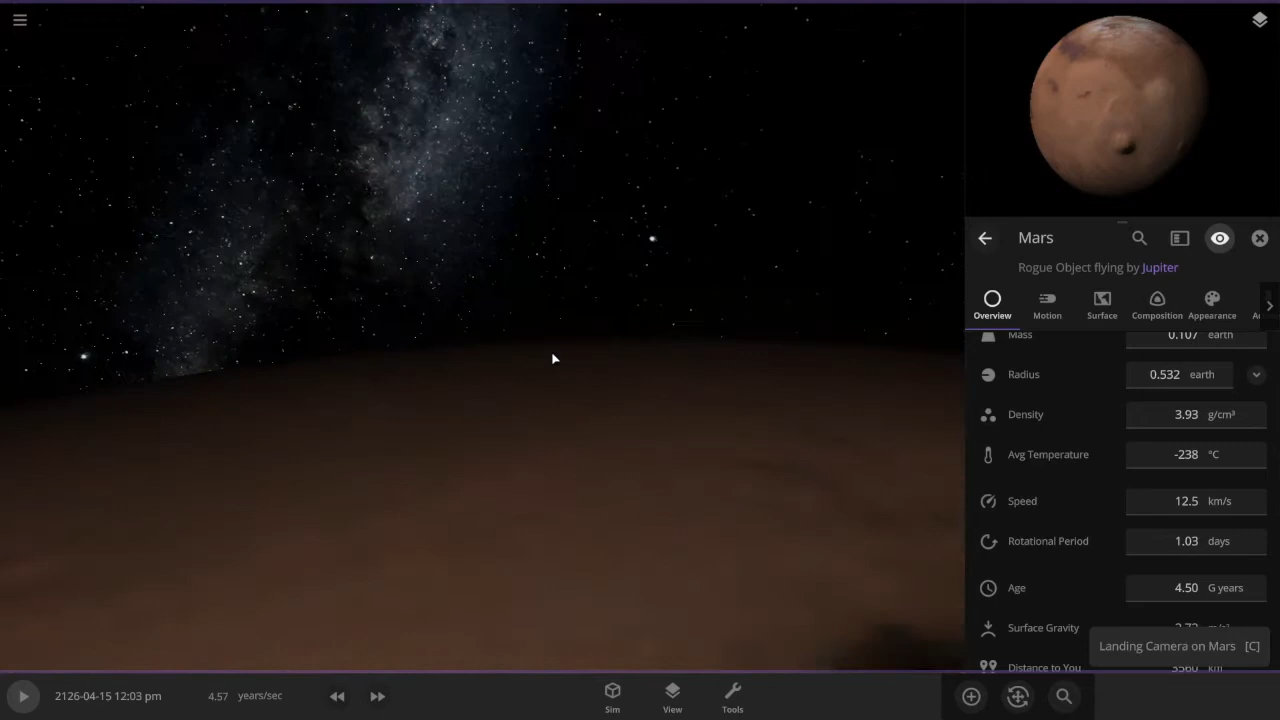 Mars
Rogue Object flying by Jupiter
Overview Motion Surface Composition Appearance
Mass 0.107 earth
Radius 0.532 earth
Density 3.93 g/cm³
Avg Temperature -238 °C
Speed 12.5 km/s
Rotational Period 1.03 days
Age 4.50 G years
Surface Gravity
Landing Camera on Mars [C]
Distance to You 3560 km
2126-04-15 12:03 pm 4.57 years/sec
Sim View Tools